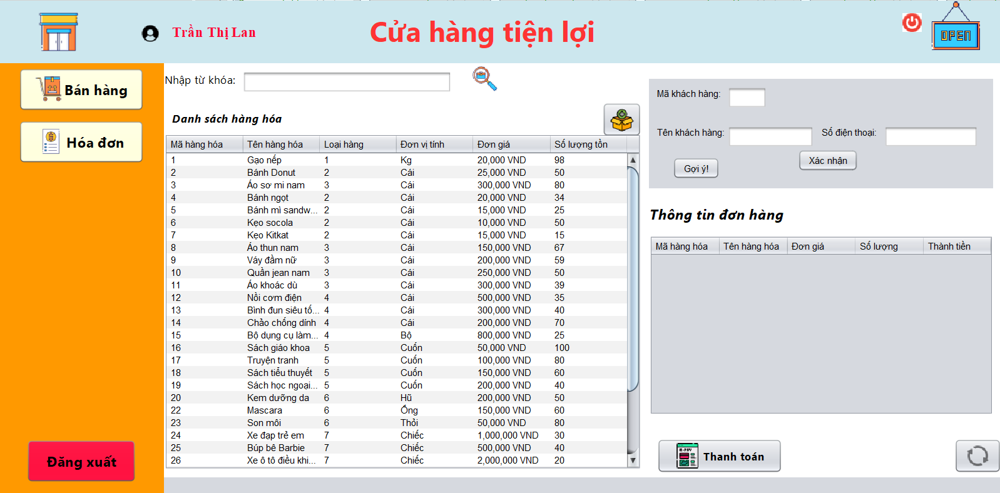 Trần Thị Lan
Cửa hàng tiện lợi
OPEN
Bán hàng
Hóa đơn
Đăng xuất
Nhập từ khóa:
Danh sách hàng hóa
Mã hàng hóa Tên hàng hóa Loại hàng Đơn vị tính Đơn giá Số lượng tồn
1 Gạo nếp 1 Kg 20,000 VND 98
2 Bánh Donut 2 Cái 25,000 VND 50
3 Áo sơ mi nam 3 Cái 300,000 VND 80
4 Bánh ngọt 2 Cái 20,000 VND 34
5 Bánh mì sandw... 2 Cái 15,000 VND 25
6 Kẹo socola 2 Cái 10,000 VND 50
7 Kẹo Kitkat 2 Cái 15,000 VND 15
8 Áo thun nam 3 Cái 150,000 VND 67
9 Váy đầm nữ 3 Cái 200,000 VND 59
10 Quần jean nam 3 Cái 250,000 VND 50
11 Áo khoác dù 3 Cái 300,000 VND 39
12 Nồi cơm điện 4 Cái 500,000 VND 35
13 Bình đun siêu tố... 4 Cái 300,000 VND 40
14 Chảo chống dính 4 Cái 200,000 VND 70
15 Bộ dụng cụ làm... 4 Bộ 800,000 VND 25
16 Sách giáo khoa 5 Cuốn 50,000 VND 100
17 Truyện tranh 5 Cuốn 100,000 VND 80
18 Sách tiểu thuyết 5 Cuốn 150,000 VND 60
19 Sách học ngoại... 5 Cuốn 200,000 VND 40
20 Kem dưỡng da 6 Hũ 200,000 VND 50
22 Mascara 6 Ống 150,000 VND 60
23 Son môi 6 Thỏi 50,000 VND 80
24 Xe đạp trẻ em 7 Chiếc 1,000,000 VND 30
25 Búp bê Barbie 7 Chiếc 500,000 VND 40
26 Xe ô tô điều khi... 7 Chiếc 2,000,000 VND 20
Mã khách hàng:
Tên khách hàng: Số điện thoại:
Gợi ý! Xác nhận
Thông tin đơn hàng
Mã hàng hóa Tên hàng hóa Đơn giá Số lượng Thành tiền
E-PAY
Thanh toán